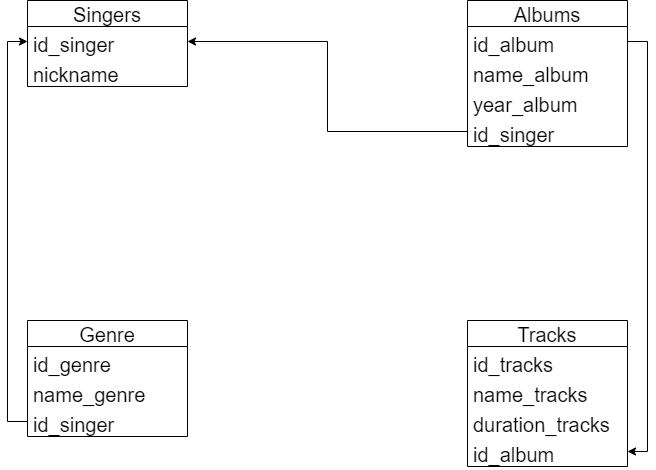 Singers
id_singer
nickname
Albums
id_album
name_album
year_album
id_singer
Genre
id_genre
name_genre
id_singer
Tracks
id_tracks
name_tracks
duration_tracks
id_album